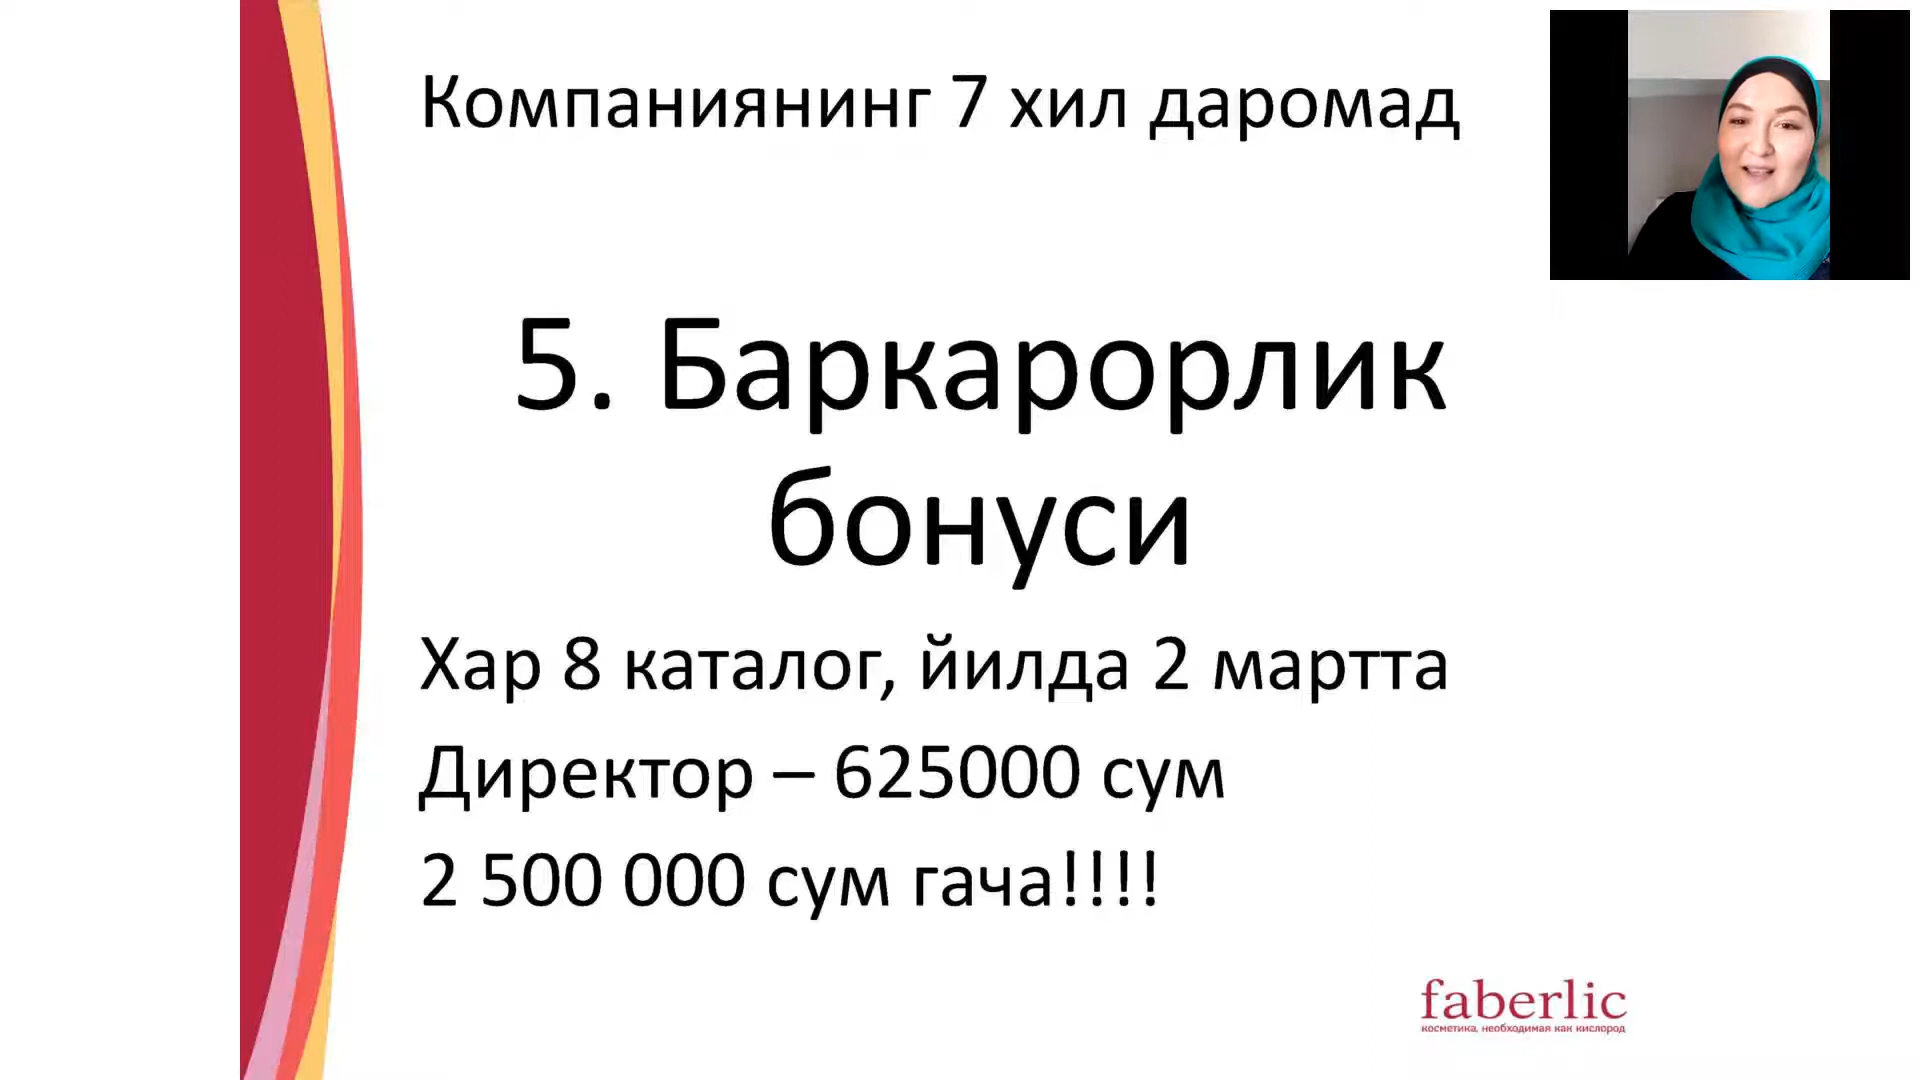 Компаниянинг 7 хил даромад
5. Баркарорлик
бонуси
Хар 8 каталог, йилда 2 мартта
Директор – 625000 сум
2 500 000 сум гача!!!!
faberlic
косметика, необходимая как кислород